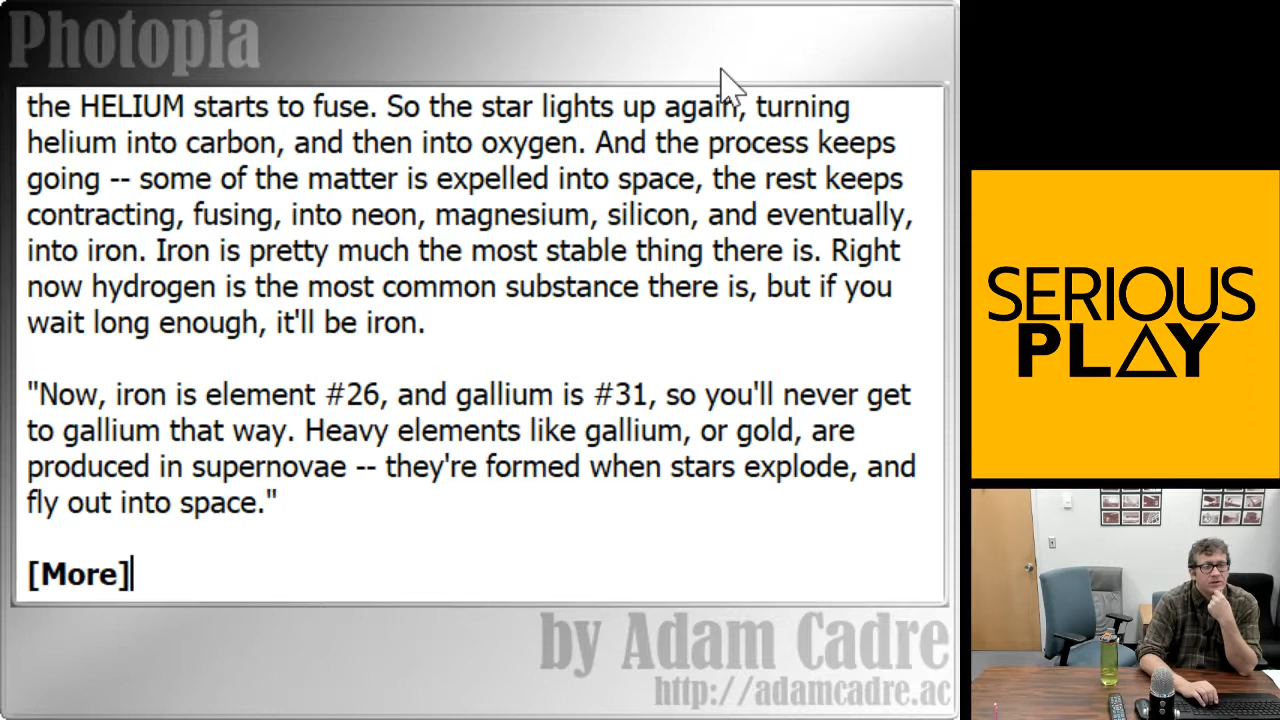 Photopia
the HELIUM starts to fuse. So the star lights up again, turning
helium into carbon, and then into oxygen. And the process keeps
going -- some of the matter is expelled into space, the rest keeps
contracting, fusing, into neon, magnesium, silicon, and eventually,
into iron. Iron is pretty much the most stable thing there is. Right
now hydrogen is the most common substance there is, but if you
wait long enough, it'll be iron.
"Now, iron is element #26, and gallium is #31, so you'll never get
to gallium that way. Heavy elements like gallium, or gold, are
produced in supernovae -- they're formed when stars explode, and
fly out into space."
[More]
by Adam Cadre
http://adamcadre.ac
SERIOUS
PLAY